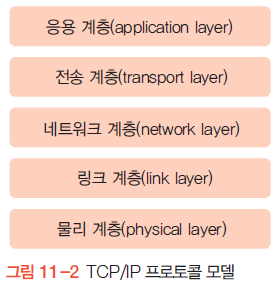 응용 계층(application layer)
전송 계층(transport layer)
네트워크 계층(network layer)
링크 계층(link layer)
물리 계층(physical layer)
그림 11-2 TCP/IP 프로토콜 모델